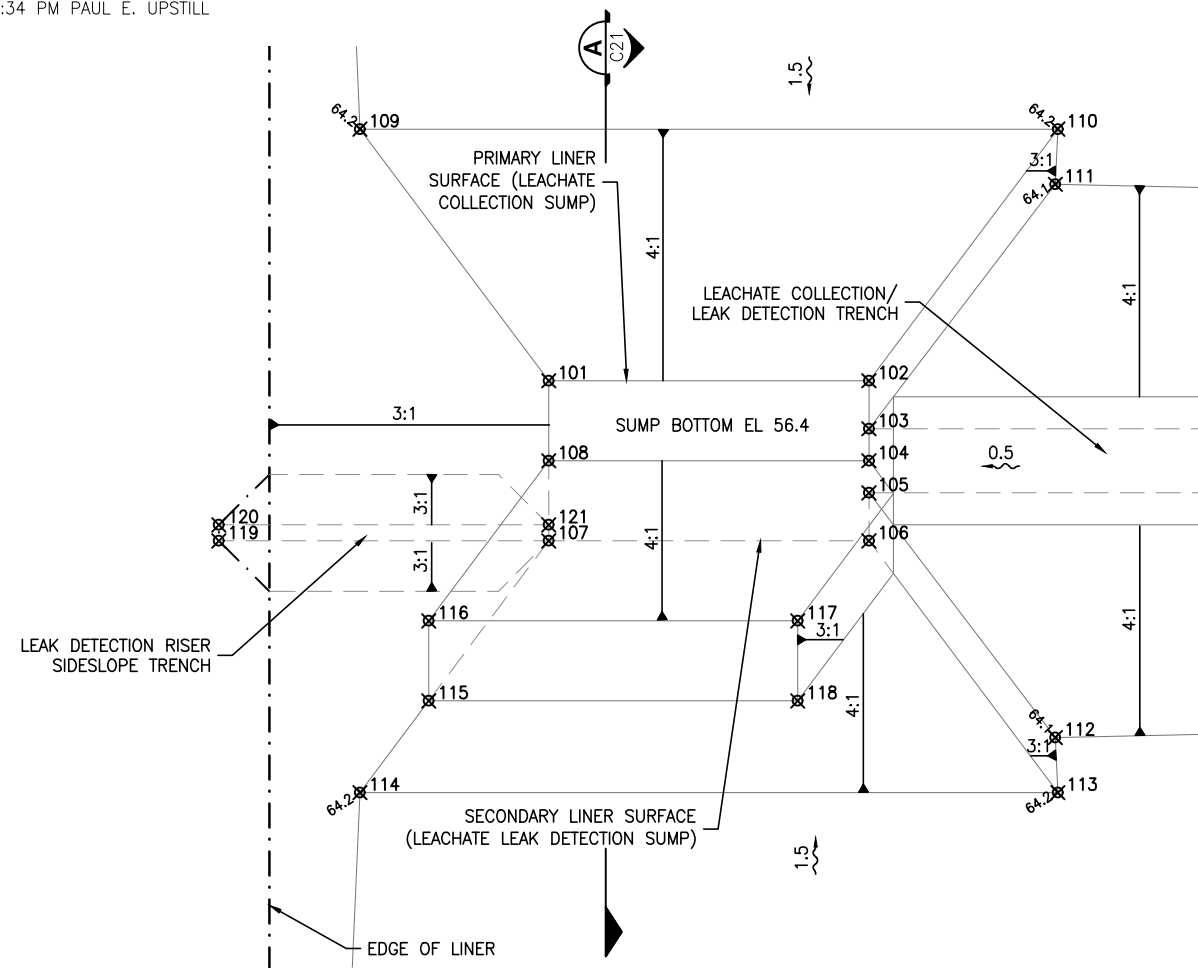 :34 PM PAUL E. UPSTILL
A
C21
1.5
64.2
109
64.2
110
3:1
64.1
111
PRIMARY LINER
SURFACE (LEACHATE
COLLECTION SUMP)
4:1
4:1
LEACHATE COLLECTION/
LEAK DETECTION TRENCH
101
102
3:1
SUMP BOTTOM EL 56.4
103
108
104
0.5
105
3:1
120
121
119
107
4:1
106
3:1
116
117
3:1
4:1
LEAK DETECTION RISER
SIDESLOPE TRENCH
115
118
4:1
64.1
112
3:1
64.2
114
64.2
113
SECONDARY LINER SURFACE
(LEACHATE LEAK DETECTION SUMP)
1.5
EDGE OF LINER